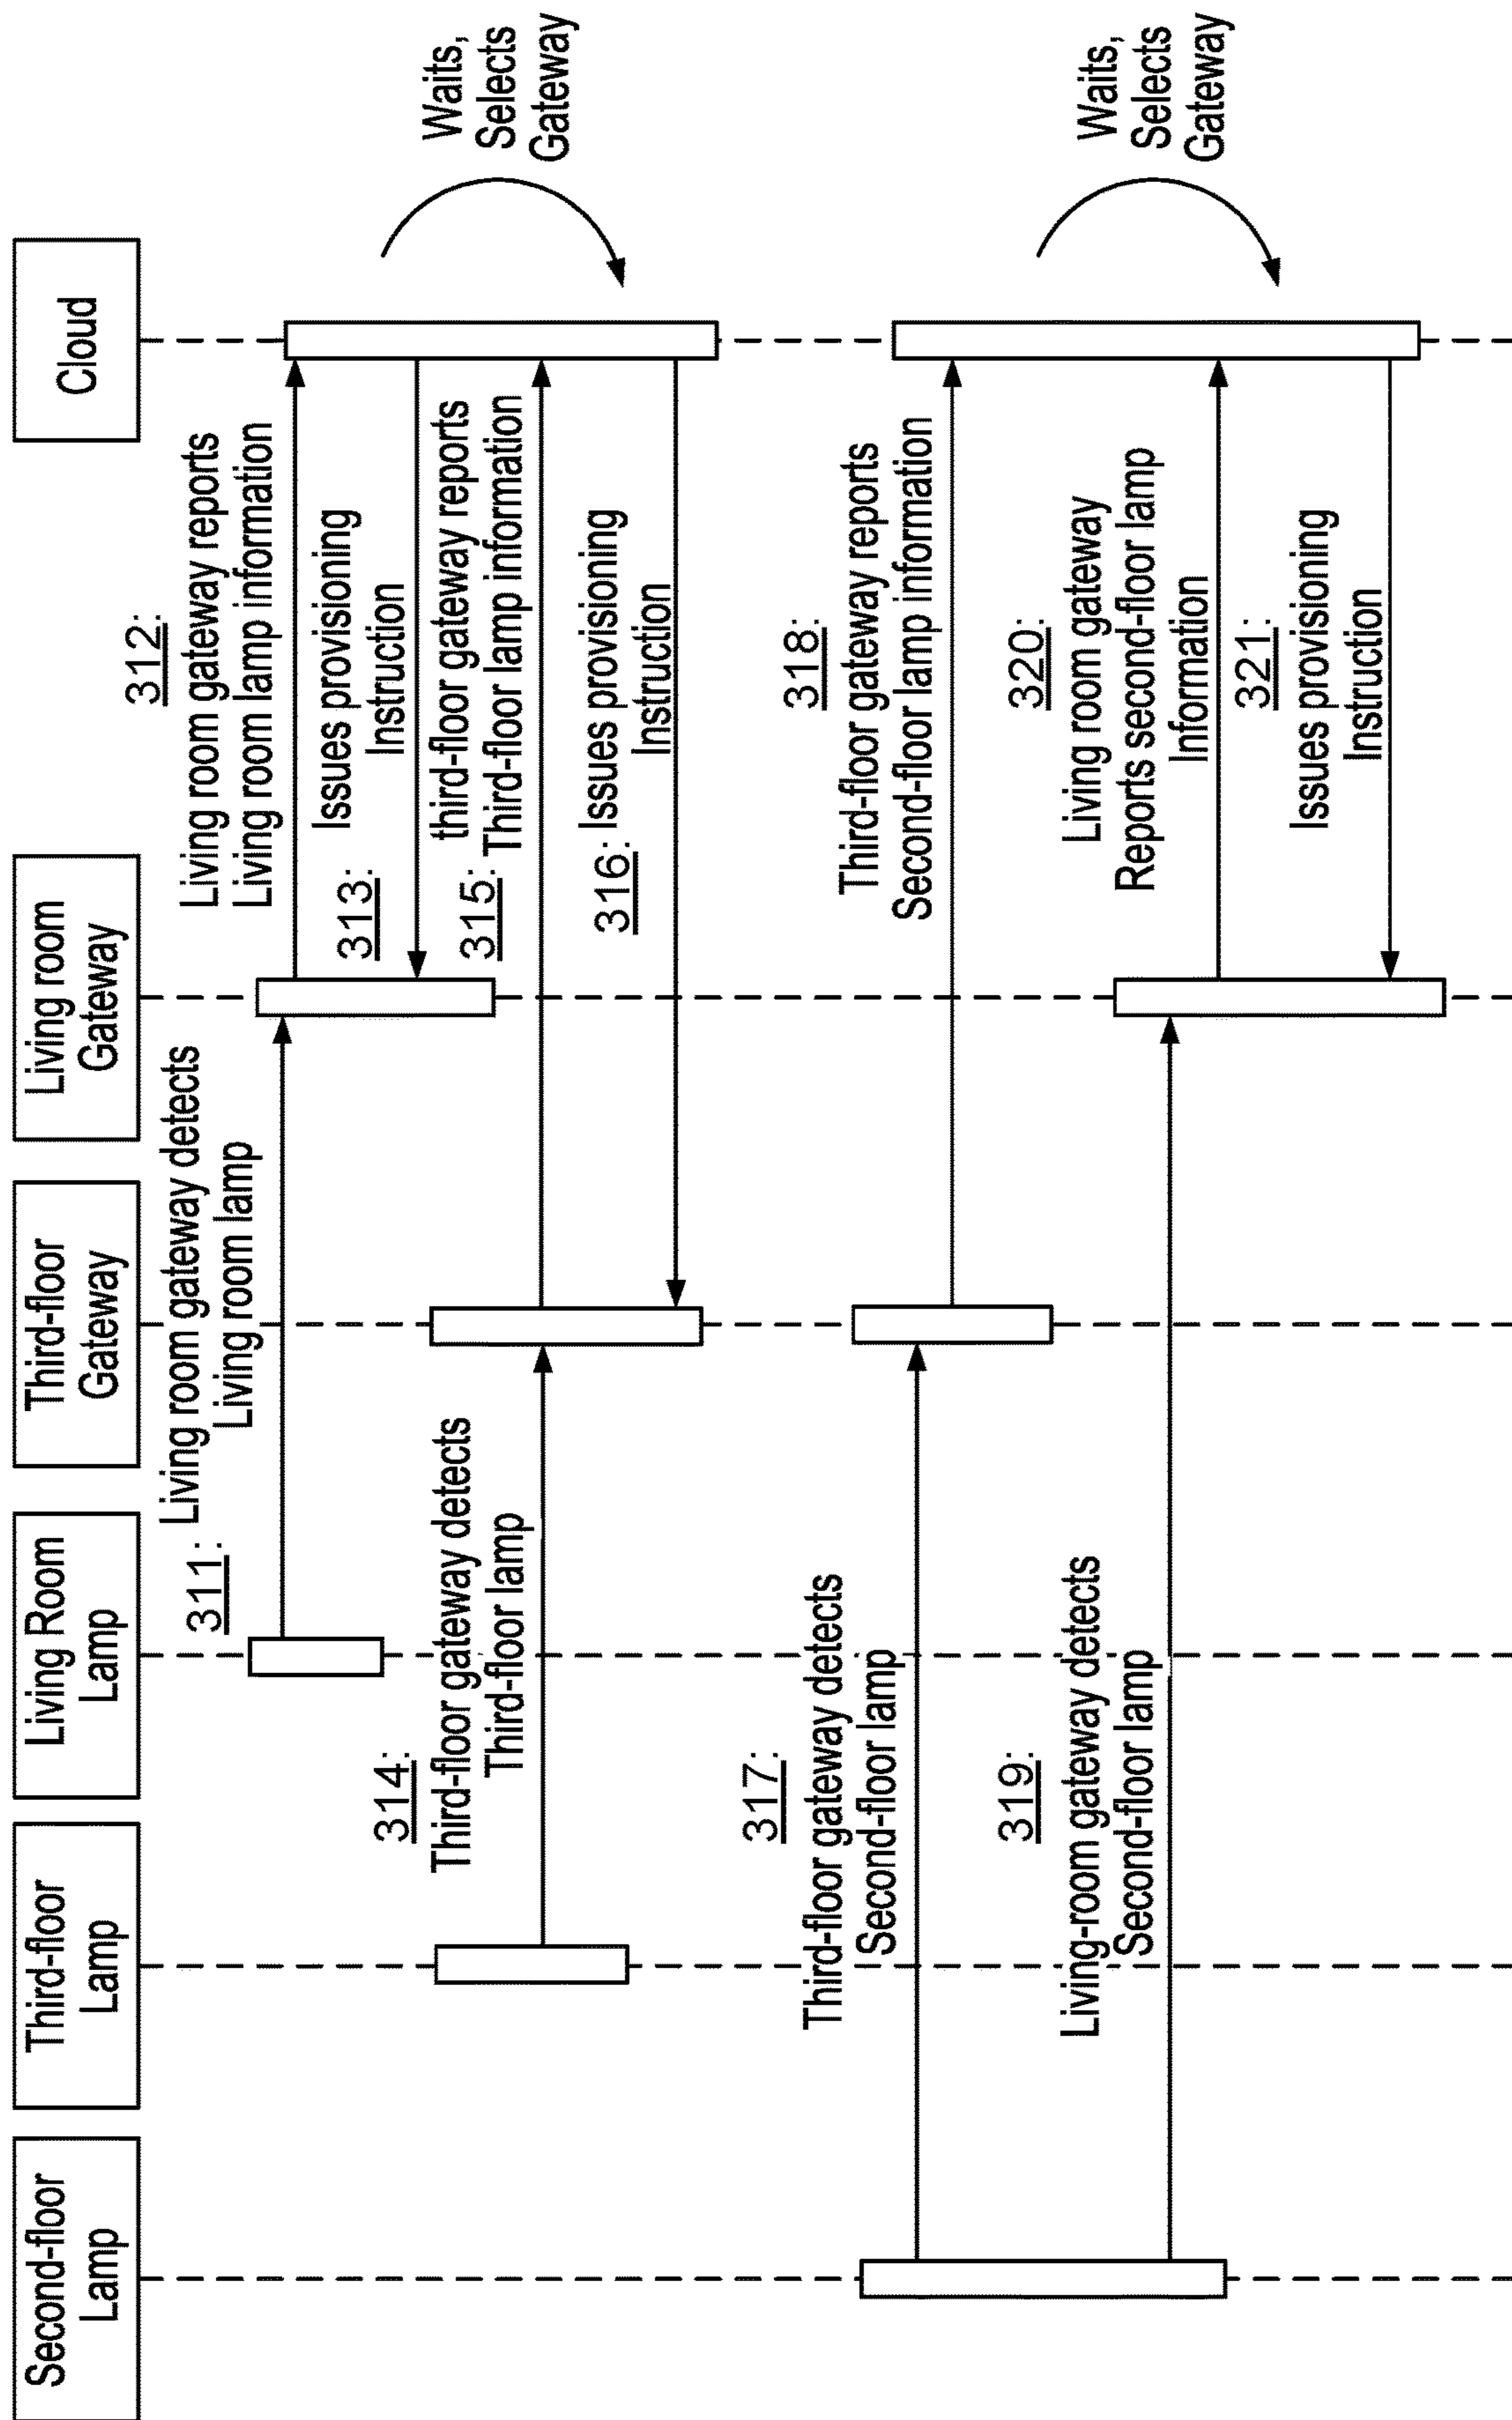 Second-floor
Lamp
Third-floor
Lamp
Living Room
Lamp
Third-floor
Gateway
Living room
Gateway
Cloud
311:
Living room gateway detects
Living room lamp
312:
Living room gateway reports
Living room lamp information
313:
Issues provisioning
Instruction
314:
Third-floor gateway detects
Third-floor lamp
315:
third-floor gateway reports
Third-floor lamp information
316:
Issues provisioning
Instruction
Waits,
Selects
Gateway
317:
Third-floor gateway detects
Second-floor lamp
318:
Third-floor gateway reports
Second-floor lamp information
319:
Living-room gateway detects
Second-floor lamp
320:
Living room gateway
Reports second-floor lamp
Information
321:
Issues provisioning
Instruction
Waits,
Selects
Gateway